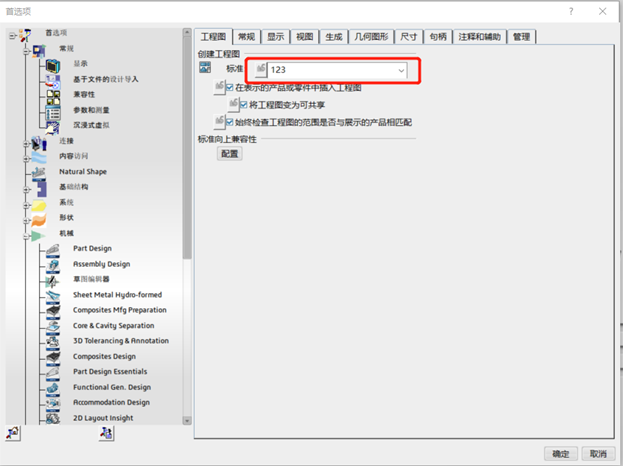 首选项
首选项
常规
显示
基于文件的设计导入
兼容性
参数和测量
沉浸式虚拟
连接
内容访问
Natural Shape
基础结构
系统
形状
机械
Part Design
Assembly Design
草图编辑器
Sheet Metal Hydro-formed
Composites Mfg Preparation
Core & Cavity Separation
3D Tolerancing & Annotation
Composites Design
Part Design Essentials
Functional Gen. Design
Accommodation Design
2D Layout Insight
工程图 常规 显示 视图 生成 几何图形 尺寸 句柄 注释和辅助 管理
创建工程图
标准 123
在表示的产品或零件中插入工程图
将工程图变为可共享
始终检查工程图的范围是否与展示的产品相匹配
标准向上兼容性
配置
确定 取消